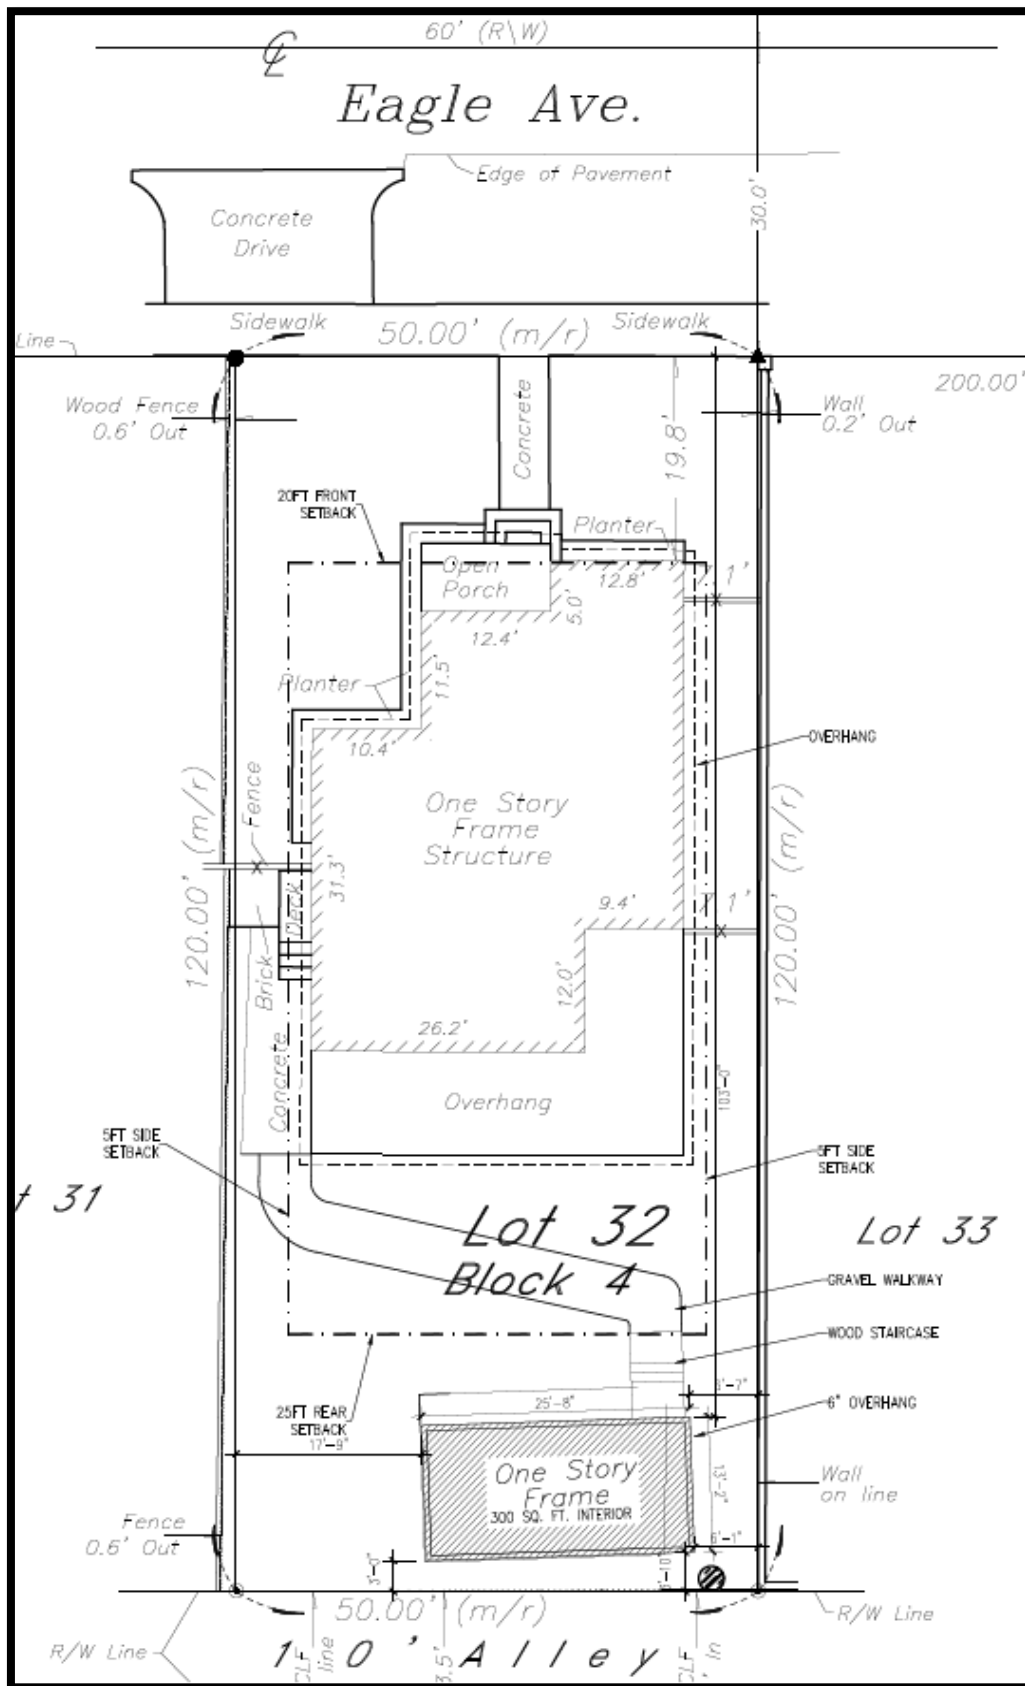 60' (R\W)
℄
Eagle Ave.
Edge of Pavement
Concrete
Drive
30.0'
Sidewalk
50.00' (m/r)
Sidewalk
Line
200.00'
Wood Fence
0.6' Out
Concrete
19.8'
Wall
0.2' Out
20FT FRONT
SETBACK
Planter
Open
Porch
12.8'
5.0'
12.4'
11.5'
Planter
10.4'
OVERHANG
One Story
Frame
Structure
Fence
120.00' (m/r)
120.00' (m/r)
31.3'
Deck
9.4'
Brick
12.0'
26.2'
Concrete
Overhang
103'-0"
5FT SIDE
SETBACK
5FT SIDE
SETBACK
t 31
Lot 32
Block 4
Lot 33
GRAVEL WALKWAY
WOOD STAIRCASE
25'-8"
6" OVERHANG
25FT REAR
SETBACK
17'-9"
One Story
Frame
300 SQ. FT. INTERIOR
13'-2"
Wall
on line
Fence
0.6' Out
6'-1"
3'-0"
50.00' (m/r)
R/W Line
R/W Line
10' Alley
CLF
line
3.5'
CLF
In